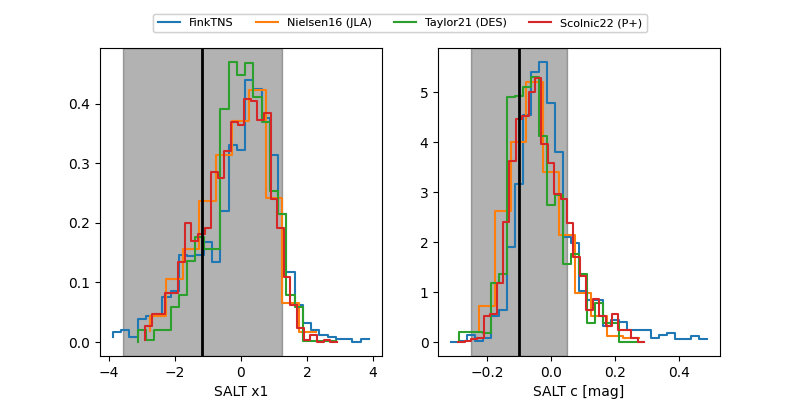 FinkTNS Nielsen16 (JLA) Taylor21 (DES) Scolnic22 (P+)
0.4
0.3
0.2
0.1
0.0
−4 −2 0 2 4
SALT x1
5
4
3
2
1
0
−0.2 0.0 0.2 0.4
SALT c [mag]